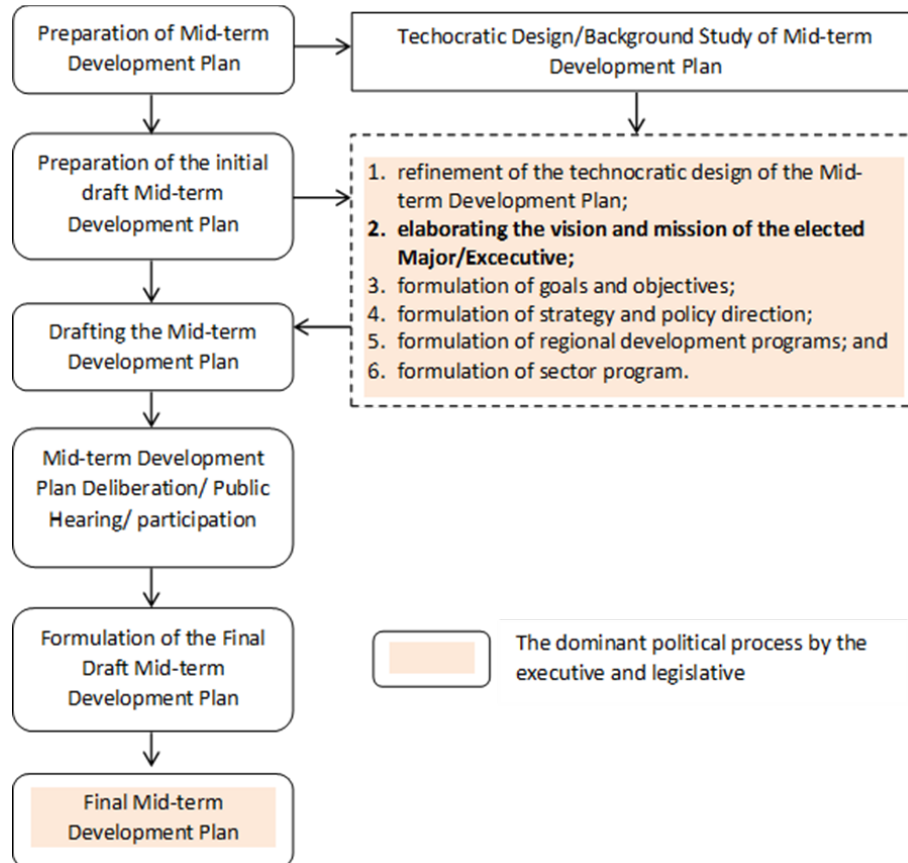 Preparation of Mid-term
Development Plan
Techocratic Design/Background Study of Mid-term
Development Plan
Preparation of the initial
draft Mid-term
Development Plan
1. refinement of the technocratic design of the Mid-
term Development Plan;
2. elaborating the vision and mission of the elected
Major/Excecutive;
3. formulation of goals and objectives;
4. formulation of strategy and policy direction;
5. formulation of regional development programs; and
6. formulation of sector program.
Drafting the Mid-term
Development Plan
Mid-term Development
Plan Deliberation/ Public
Hearing/ participation
Formulation of the Final
Draft Mid-term
Development Plan
The dominant political process by the
executive and legislative
Final Mid-term
Development Plan